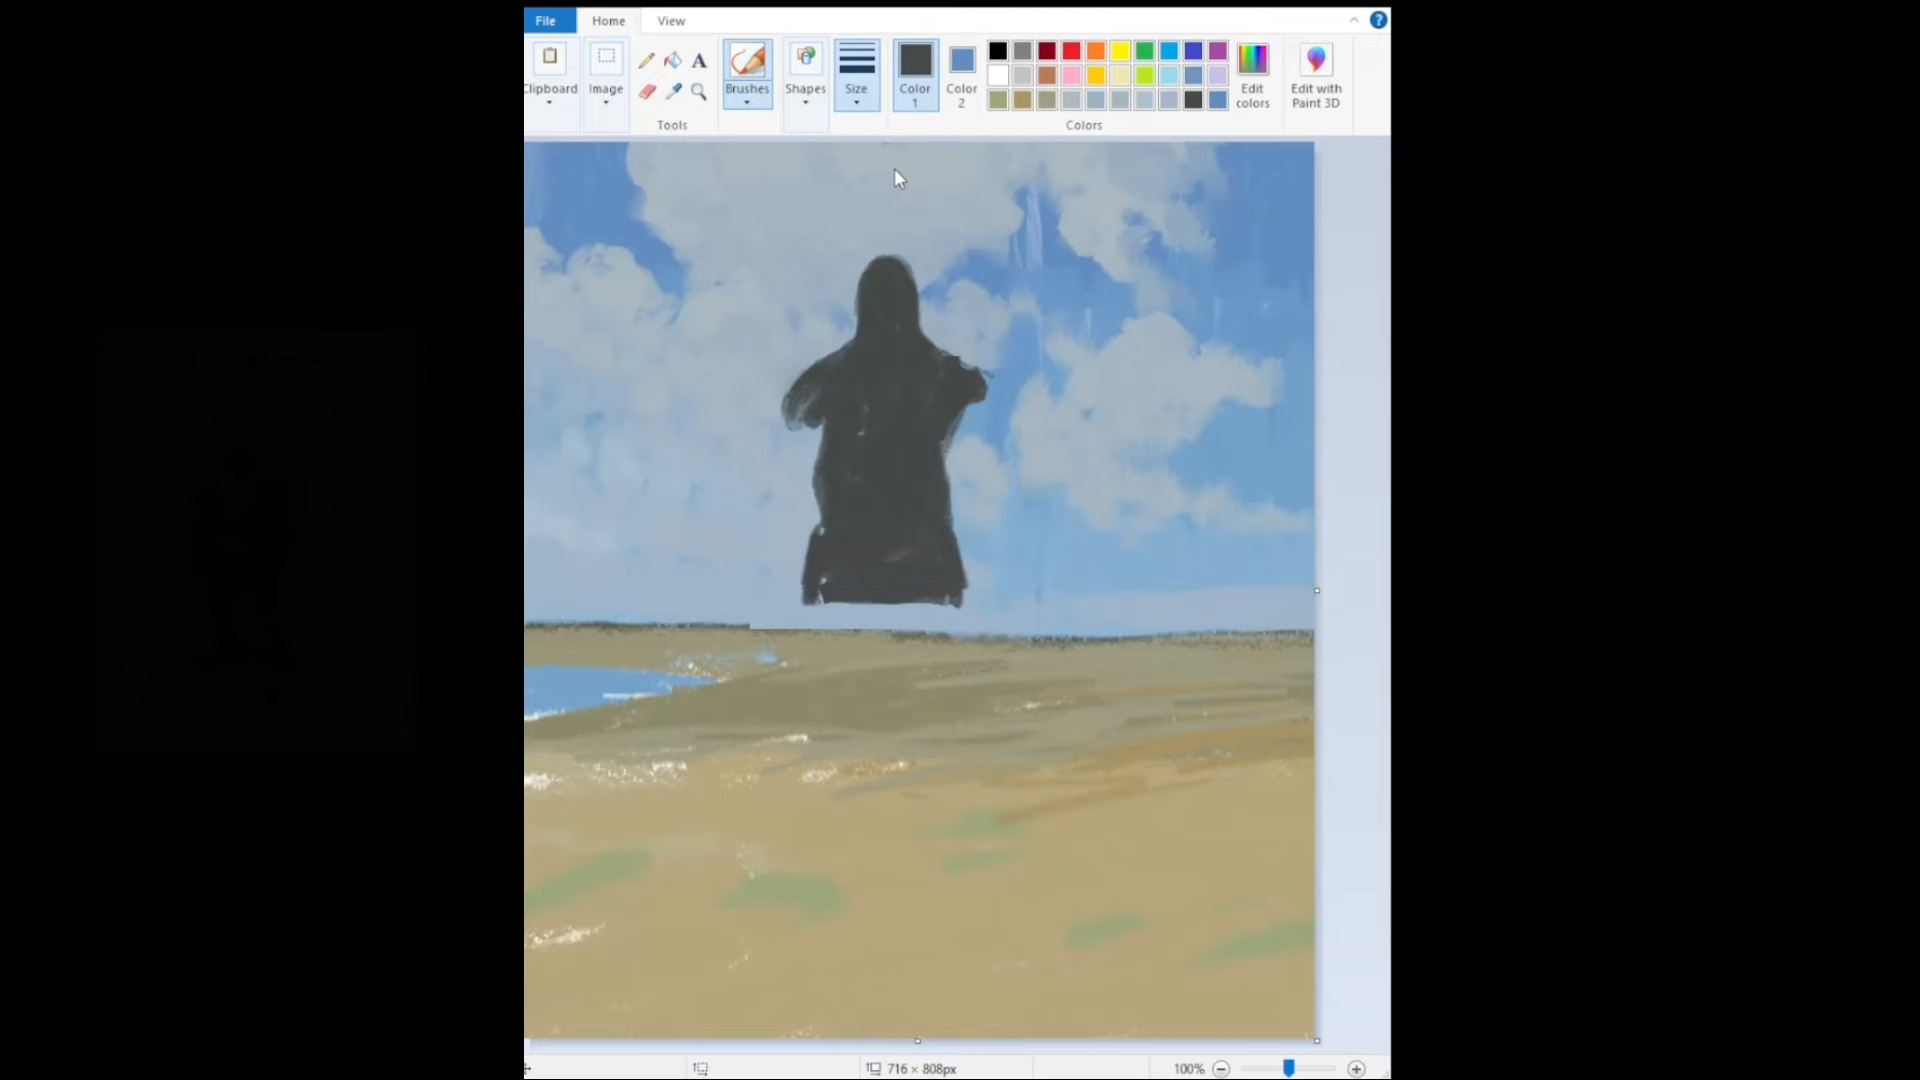 File Home View
Clipboard Image Brushes Shapes Size Color 1 Color 2 Edit colors Edit with Paint 3D
Tools Colors
716 × 808px 100%